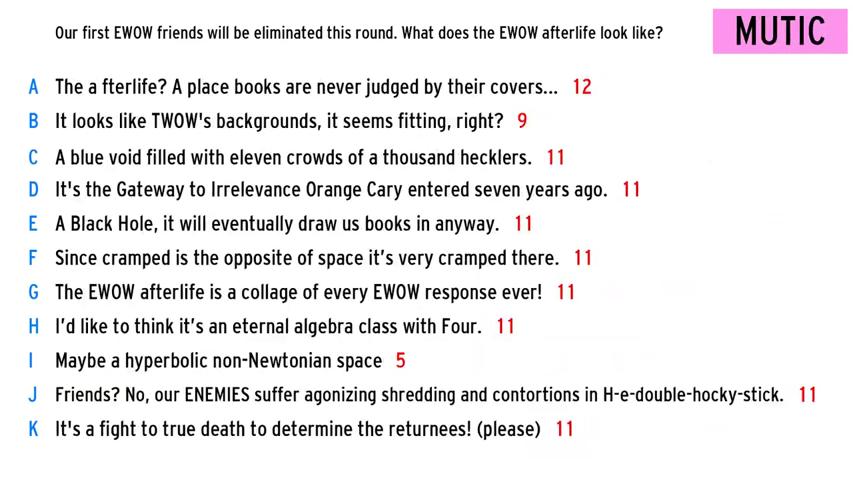 Our first EWOW friends will be eliminated this round. What does the EWOW afterlife look like?
MUTIC
A The a fterlife? A place books are never judged by their covers... 12
B It looks like TWOW's backgrounds, it seems fitting, right? 9
C A blue void filled with eleven crowds of a thousand hecklers. 11
D It's the Gateway to Irrelevance Orange Cary entered seven years ago. 11
E A Black Hole, it will eventually draw us books in anyway. 11
F Since cramped is the opposite of space it’s very cramped there. 11
G The EWOW afterlife is a collage of every EWOW response ever! 11
H I’d like to think it’s an eternal algebra class with Four. 11
I Maybe a hyperbolic non-Newtonian space 5
J Friends? No, our ENEMIES suffer agonizing shredding and contortions in H-e-double-hocky-stick. 11
K It's a fight to true death to determine the returnees! (please) 11